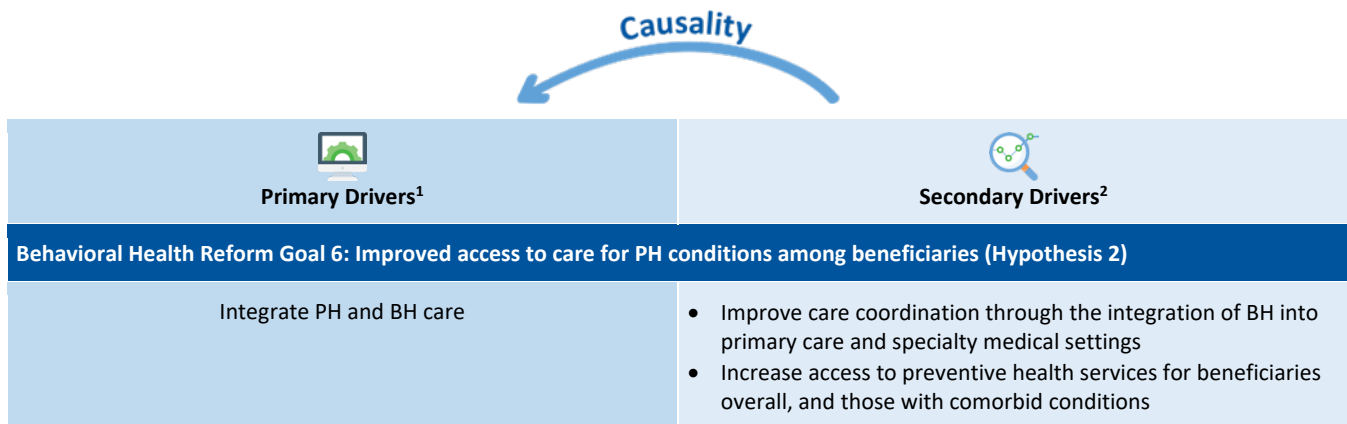 Causality
Primary Drivers1
Secondary Drivers2
Behavioral Health Reform Goal 6: Improved access to care for PH conditions among beneficiaries (Hypothesis 2)
Integrate PH and BH care
• Improve care coordination through the integration of BH into
primary care and specialty medical settings
• Increase access to preventive health services for beneficiaries
overall, and those with comorbid conditions